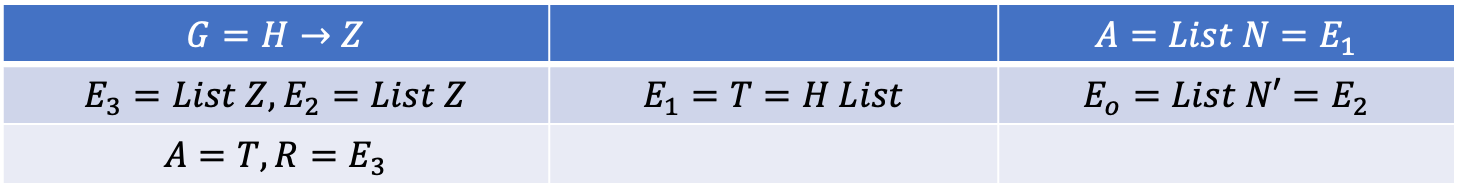 G = H → Z A = List N = E₁
E₃ = List Z, E₂ = List Z E₁ = T = H List Eₒ = List N′ = E₂
A = T, R = E₃